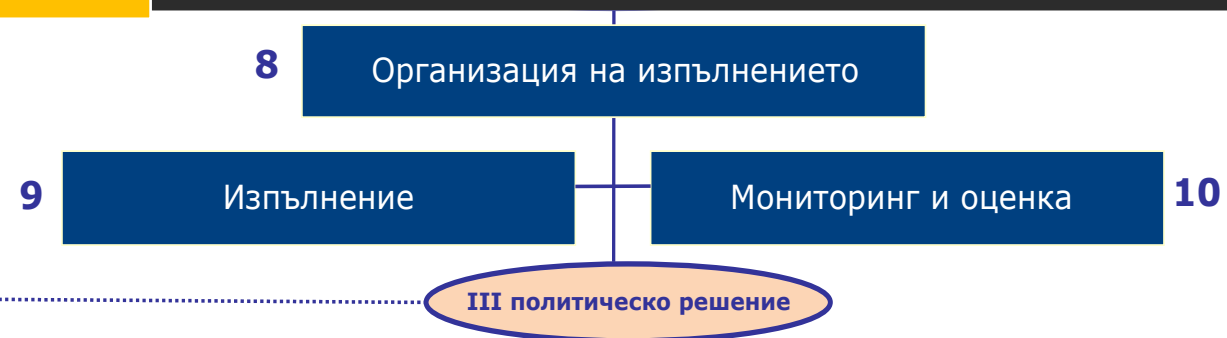 8
Организация на изпълнението
9
Изпълнение
Мониторинг и оценка
10
III политическо решение